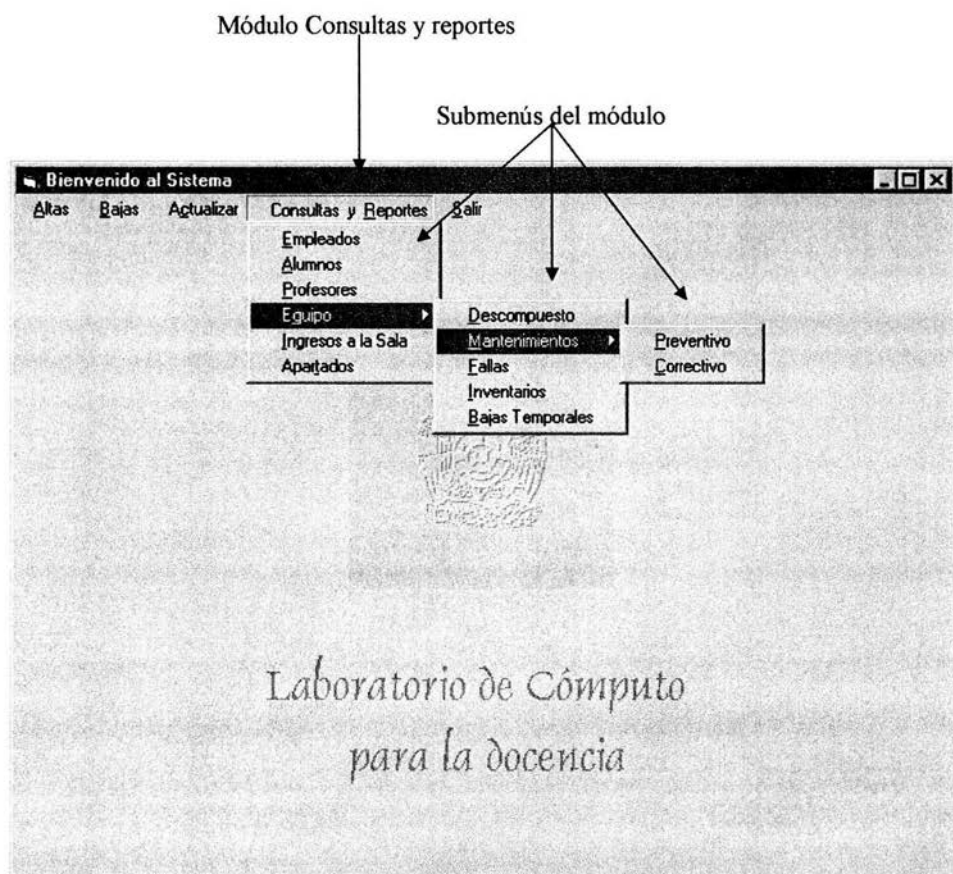 Módulo Consultas y reportes
Submenús del módulo
Bienvenido al Sistema
Altas Bajas Actualizar Consultas y Reportes Salir
Empleados
Alumnos
Profesores
Equipo
Ingresos a la Sala
Apartados
Descompuesto
Mantenimientos
Fallas
Inventarios
Bajas Temporales
Preventivo
Correctivo
Laboratorio de Cómputo
para la docencia